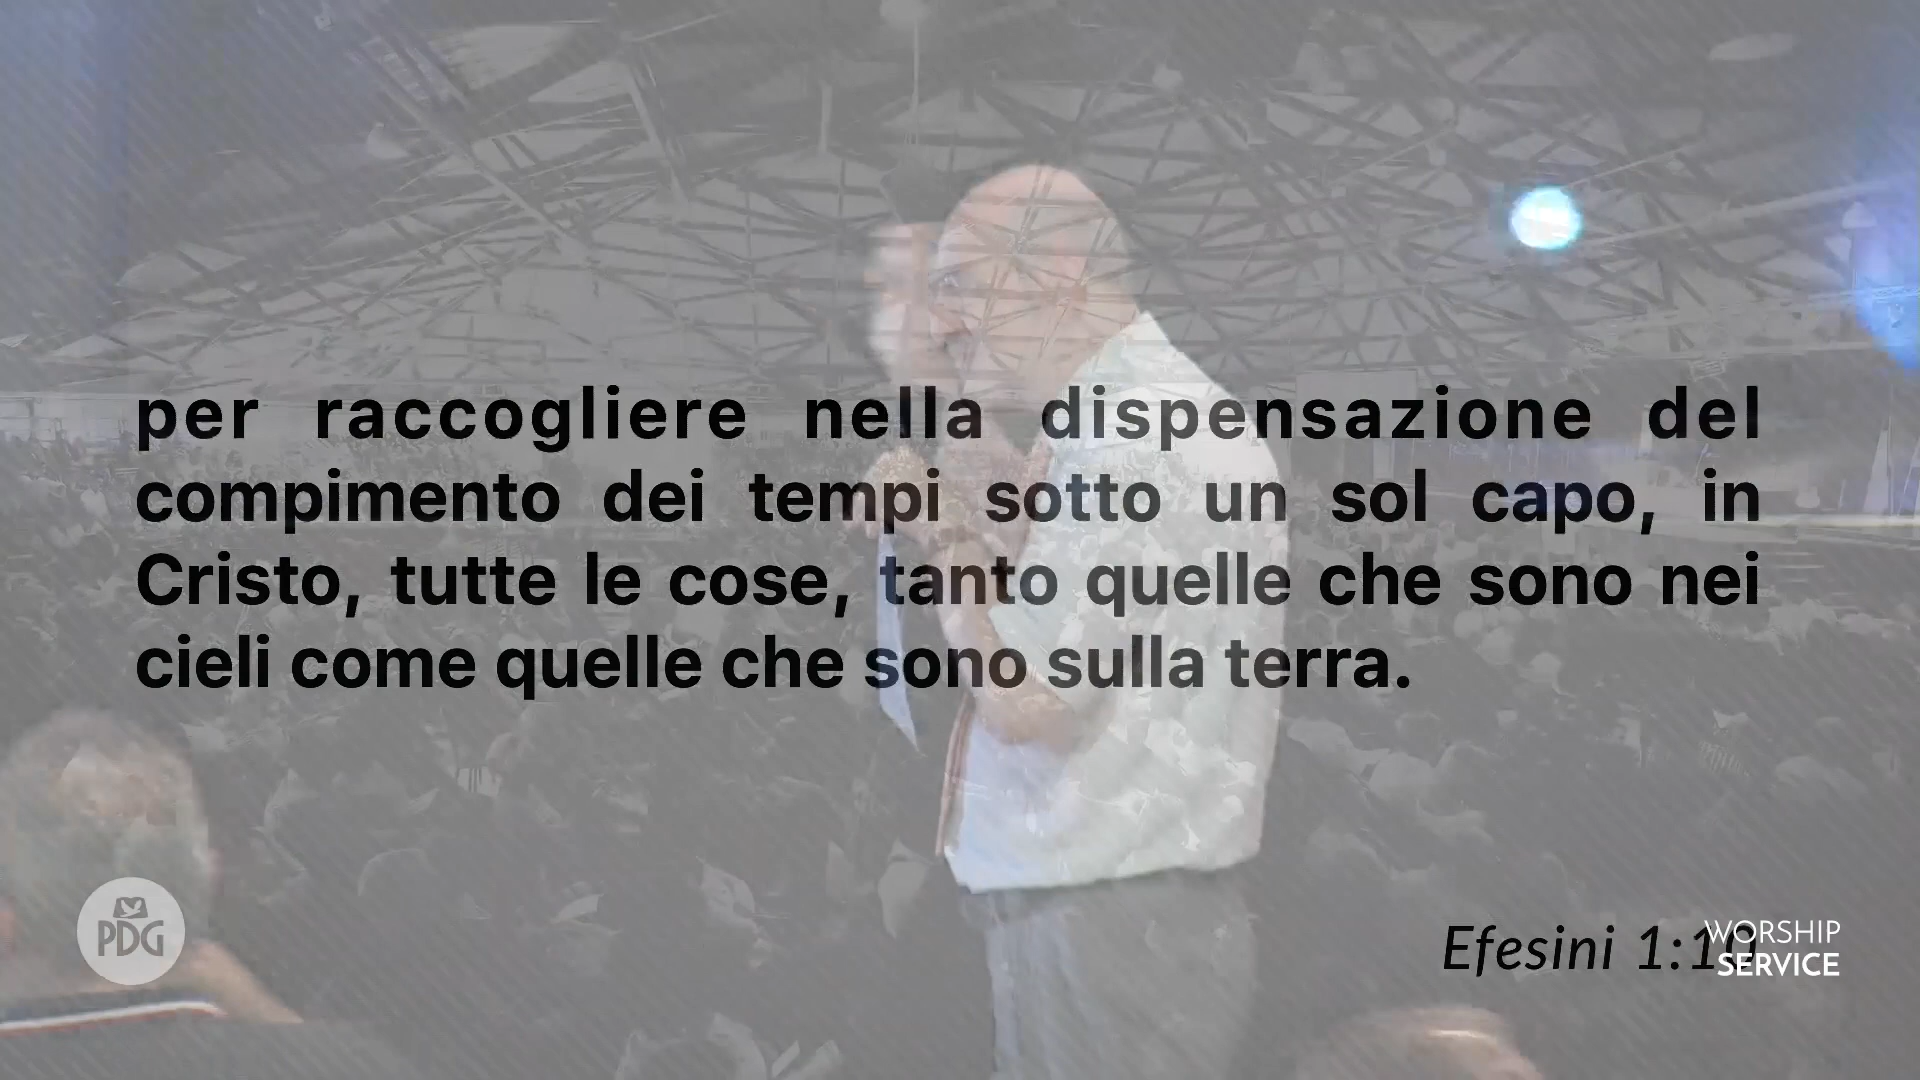 per raccogliere nella dispensazione del
compimento dei tempi sotto un sol capo, in
Cristo, tutte le cose, tanto quelle che sono nei
cieli come quelle che sono sulla terra.
PDG
Efesini 1:10
WORSHIP
SERVICE